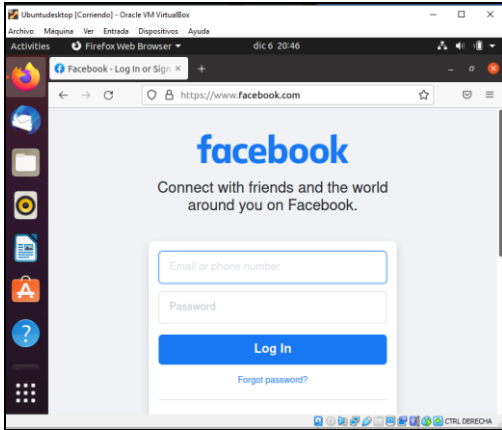 Ubuntudesktop [Corriendo] - Oracle VM VirtualBox
Archivo Máquina Ver Entrada Dispositivos Ayuda
Activities Firefox Web Browser dic 6 20:46
Facebook - Log In or Sign
https://www.facebook.com
facebook
Connect with friends and the world
around you on Facebook.
Email or phone number
Password
Log In
Forgot password?
CTRL DERECHA